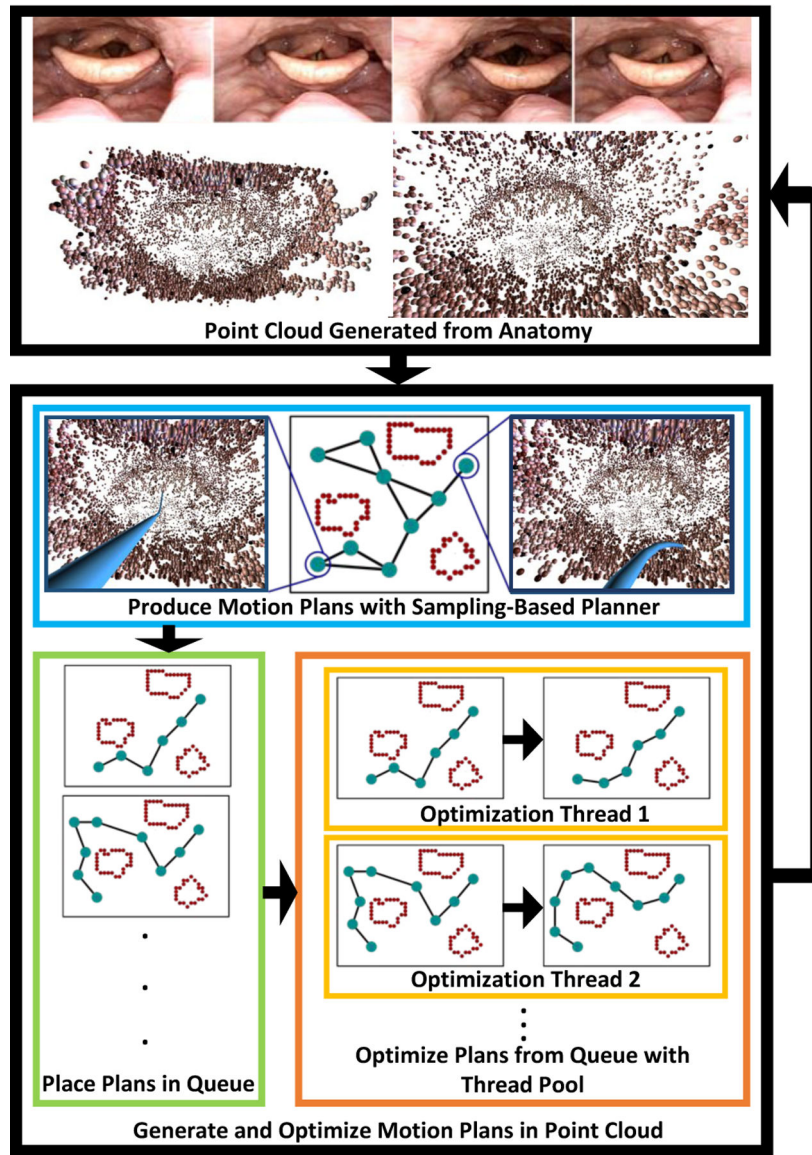 Point Cloud Generated from Anatomy
Produce Motion Plans with Sampling-Based Planner
Optimization Thread 1
Optimization Thread 2
Place Plans in Queue
Optimize Plans from Queue with
Thread Pool
Generate and Optimize Motion Plans in Point Cloud